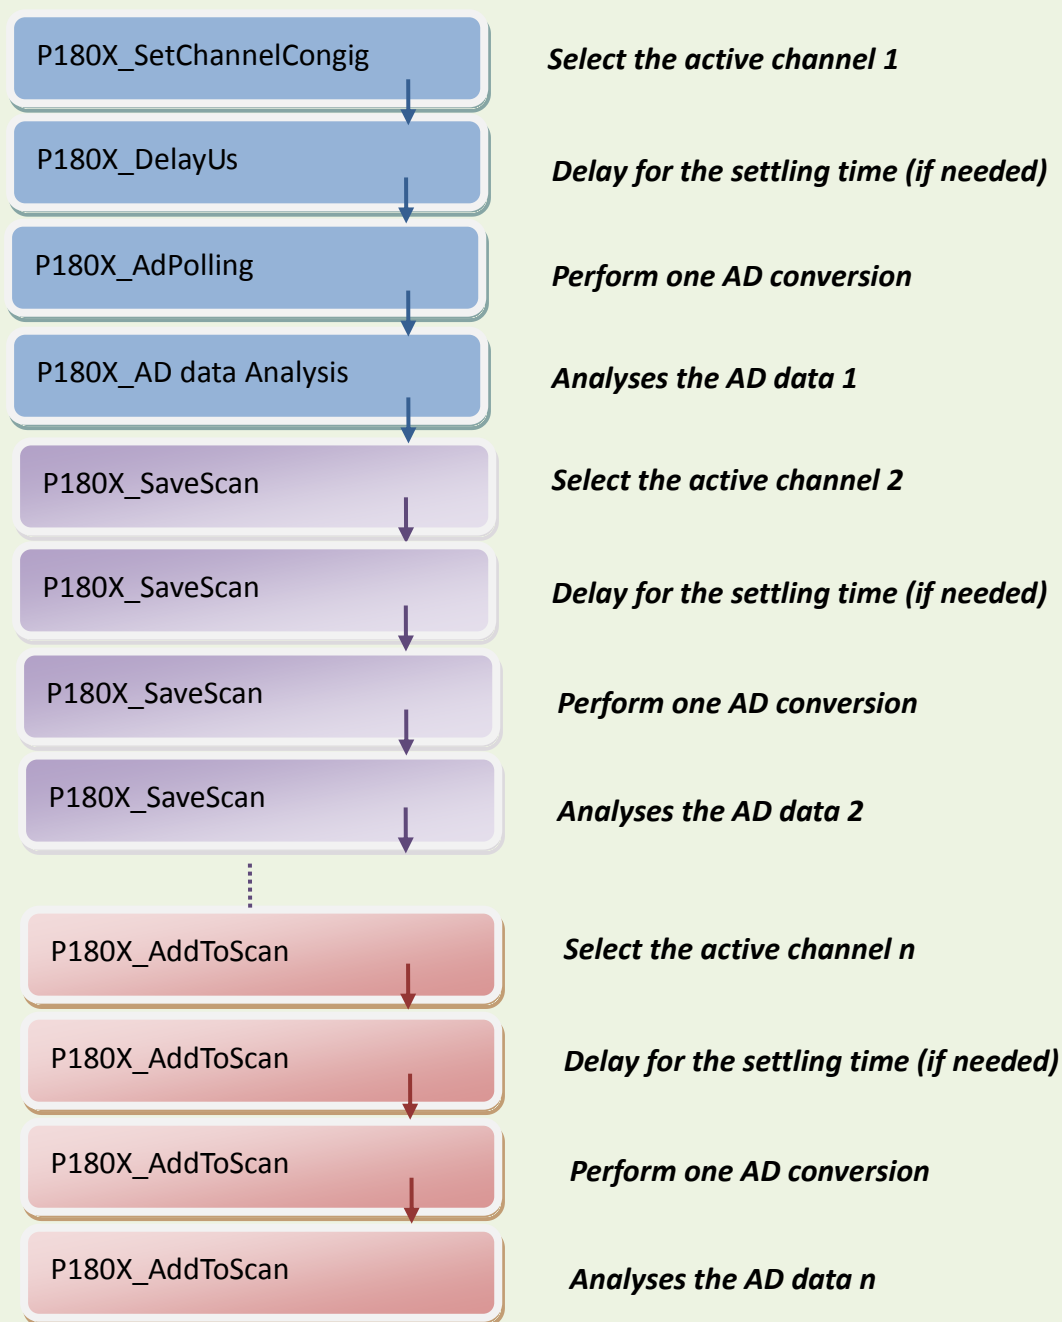 P180X_SetChannelCongig
Select the active channel 1
P180X_DelayUs
Delay for the settling time (if needed)
P180X_AdPolling
Perform one AD conversion
P180X_AD data Analysis
Analyses the AD data 1
P180X_SaveScan
Select the active channel 2
P180X_SaveScan
Delay for the settling time (if needed)
P180X_SaveScan
Perform one AD conversion
P180X_SaveScan
Analyses the AD data 2
P180X_AddToScan
Select the active channel n
P180X_AddToScan
Delay for the settling time (if needed)
P180X_AddToScan
Perform one AD conversion
P180X_AddToScan
Analyses the AD data n